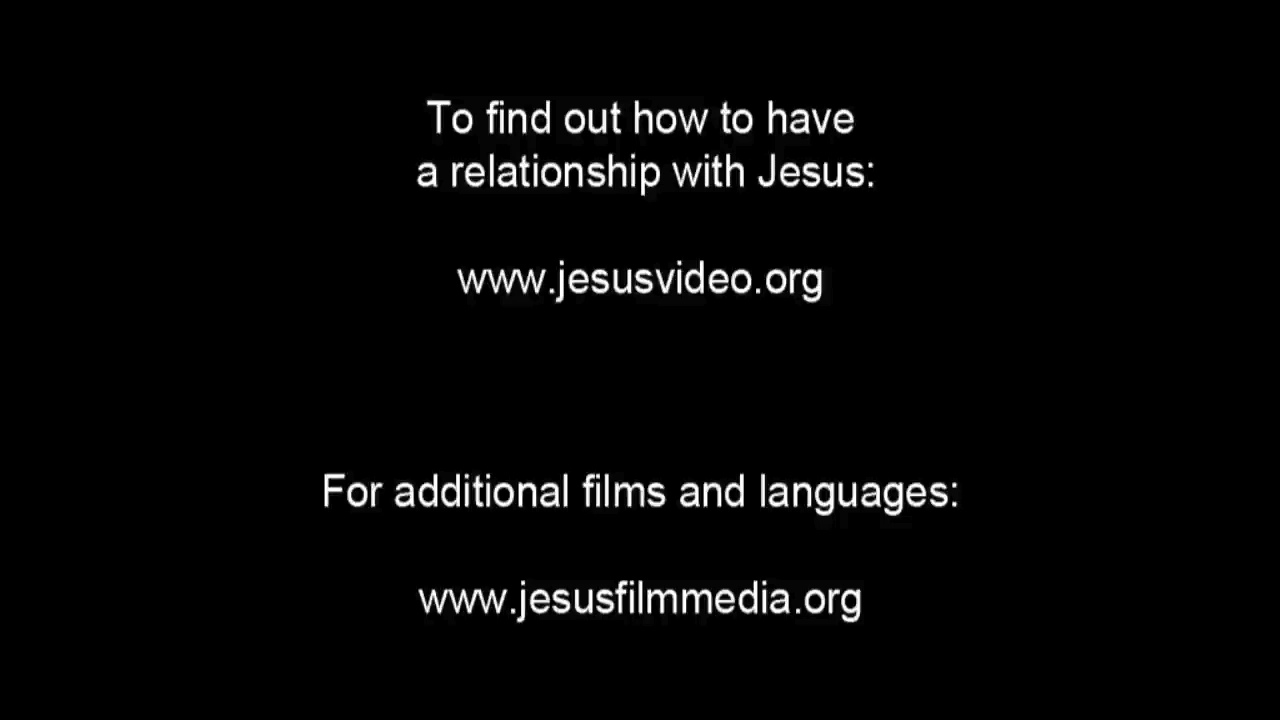 To find out how to have
a relationship with Jesus:
www.jesusvideo.org
For additional films and languages:
www.jesusfilmmedia.org